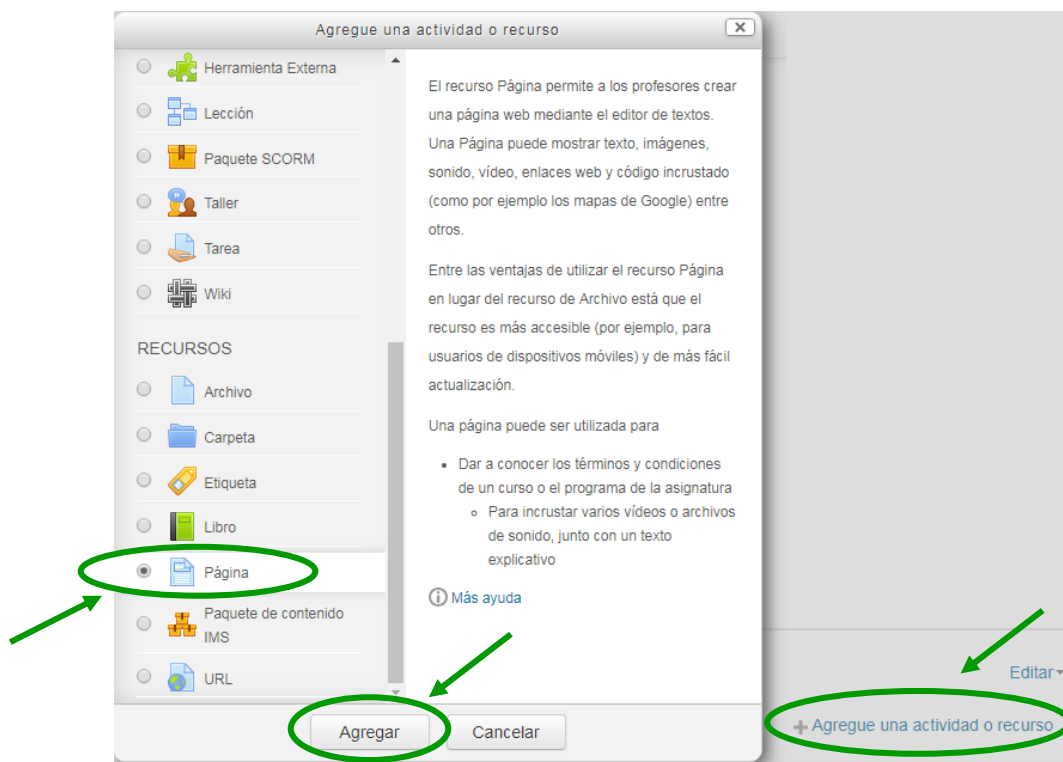 Agregue una actividad o recurso
Herramienta Externa
Lección
Paquete SCORM
Taller
Tarea
Wiki
RECURSOS
Archivo
Carpeta
Etiqueta
Libro
Página
Paquete de contenido
IMS
URL
El recurso Página permite a los profesores crear
una página web mediante el editor de textos.
Una Página puede mostrar texto, imágenes,
sonido, vídeo, enlaces web y código incrustado
(como por ejemplo los mapas de Google) entre
otros.
Entre las ventajas de utilizar el recurso Página
en lugar del recurso de Archivo está que el
recurso es más accesible (por ejemplo, para
usuarios de dispositivos móviles) y de más fácil
actualización.
Una página puede ser utilizada para
• Dar a conocer los términos y condiciones
de un curso o el programa de la asignatura
◦ Para incrustar varios vídeos o archivos
de sonido, junto con un texto
explicativo
Más ayuda
Agregar
Cancelar
Editar
Agregue una actividad o recurso